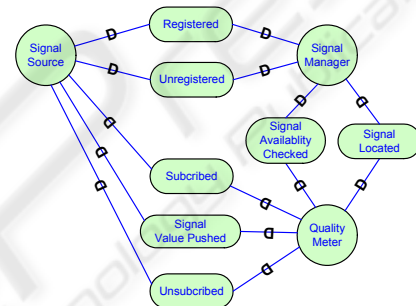 Registered
D
D
Signal
Source
Signal
Manager
D
D
Unregistered
D
D
Signal
Availablity
Checked
Signal
Located
D
D
D
Subcribed
D
D
D
Signal
Value Pushed
D
Quality
Meter
D
D
Unsubcribed